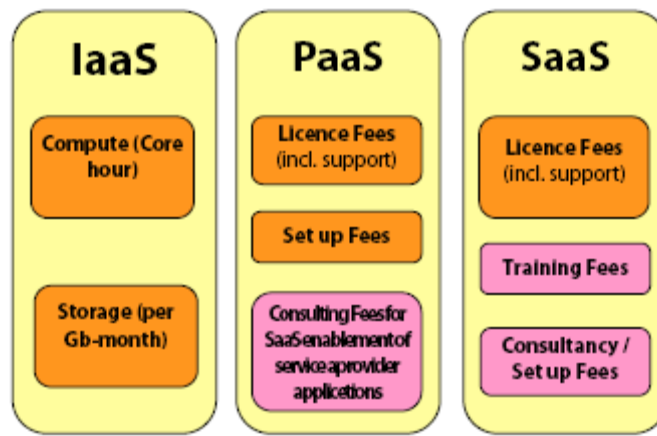 IaaS
Compute (Core
hour)
Storage (per
Gb-month)
PaaS
Licence Fees
(incl. support)
Set up Fees
Consulting Fees for
SaaS enablement of
service aprovider
applicetions
SaaS
Licence Fees
(incl. support)
Training Fees
Consultancy /
Set up Fees